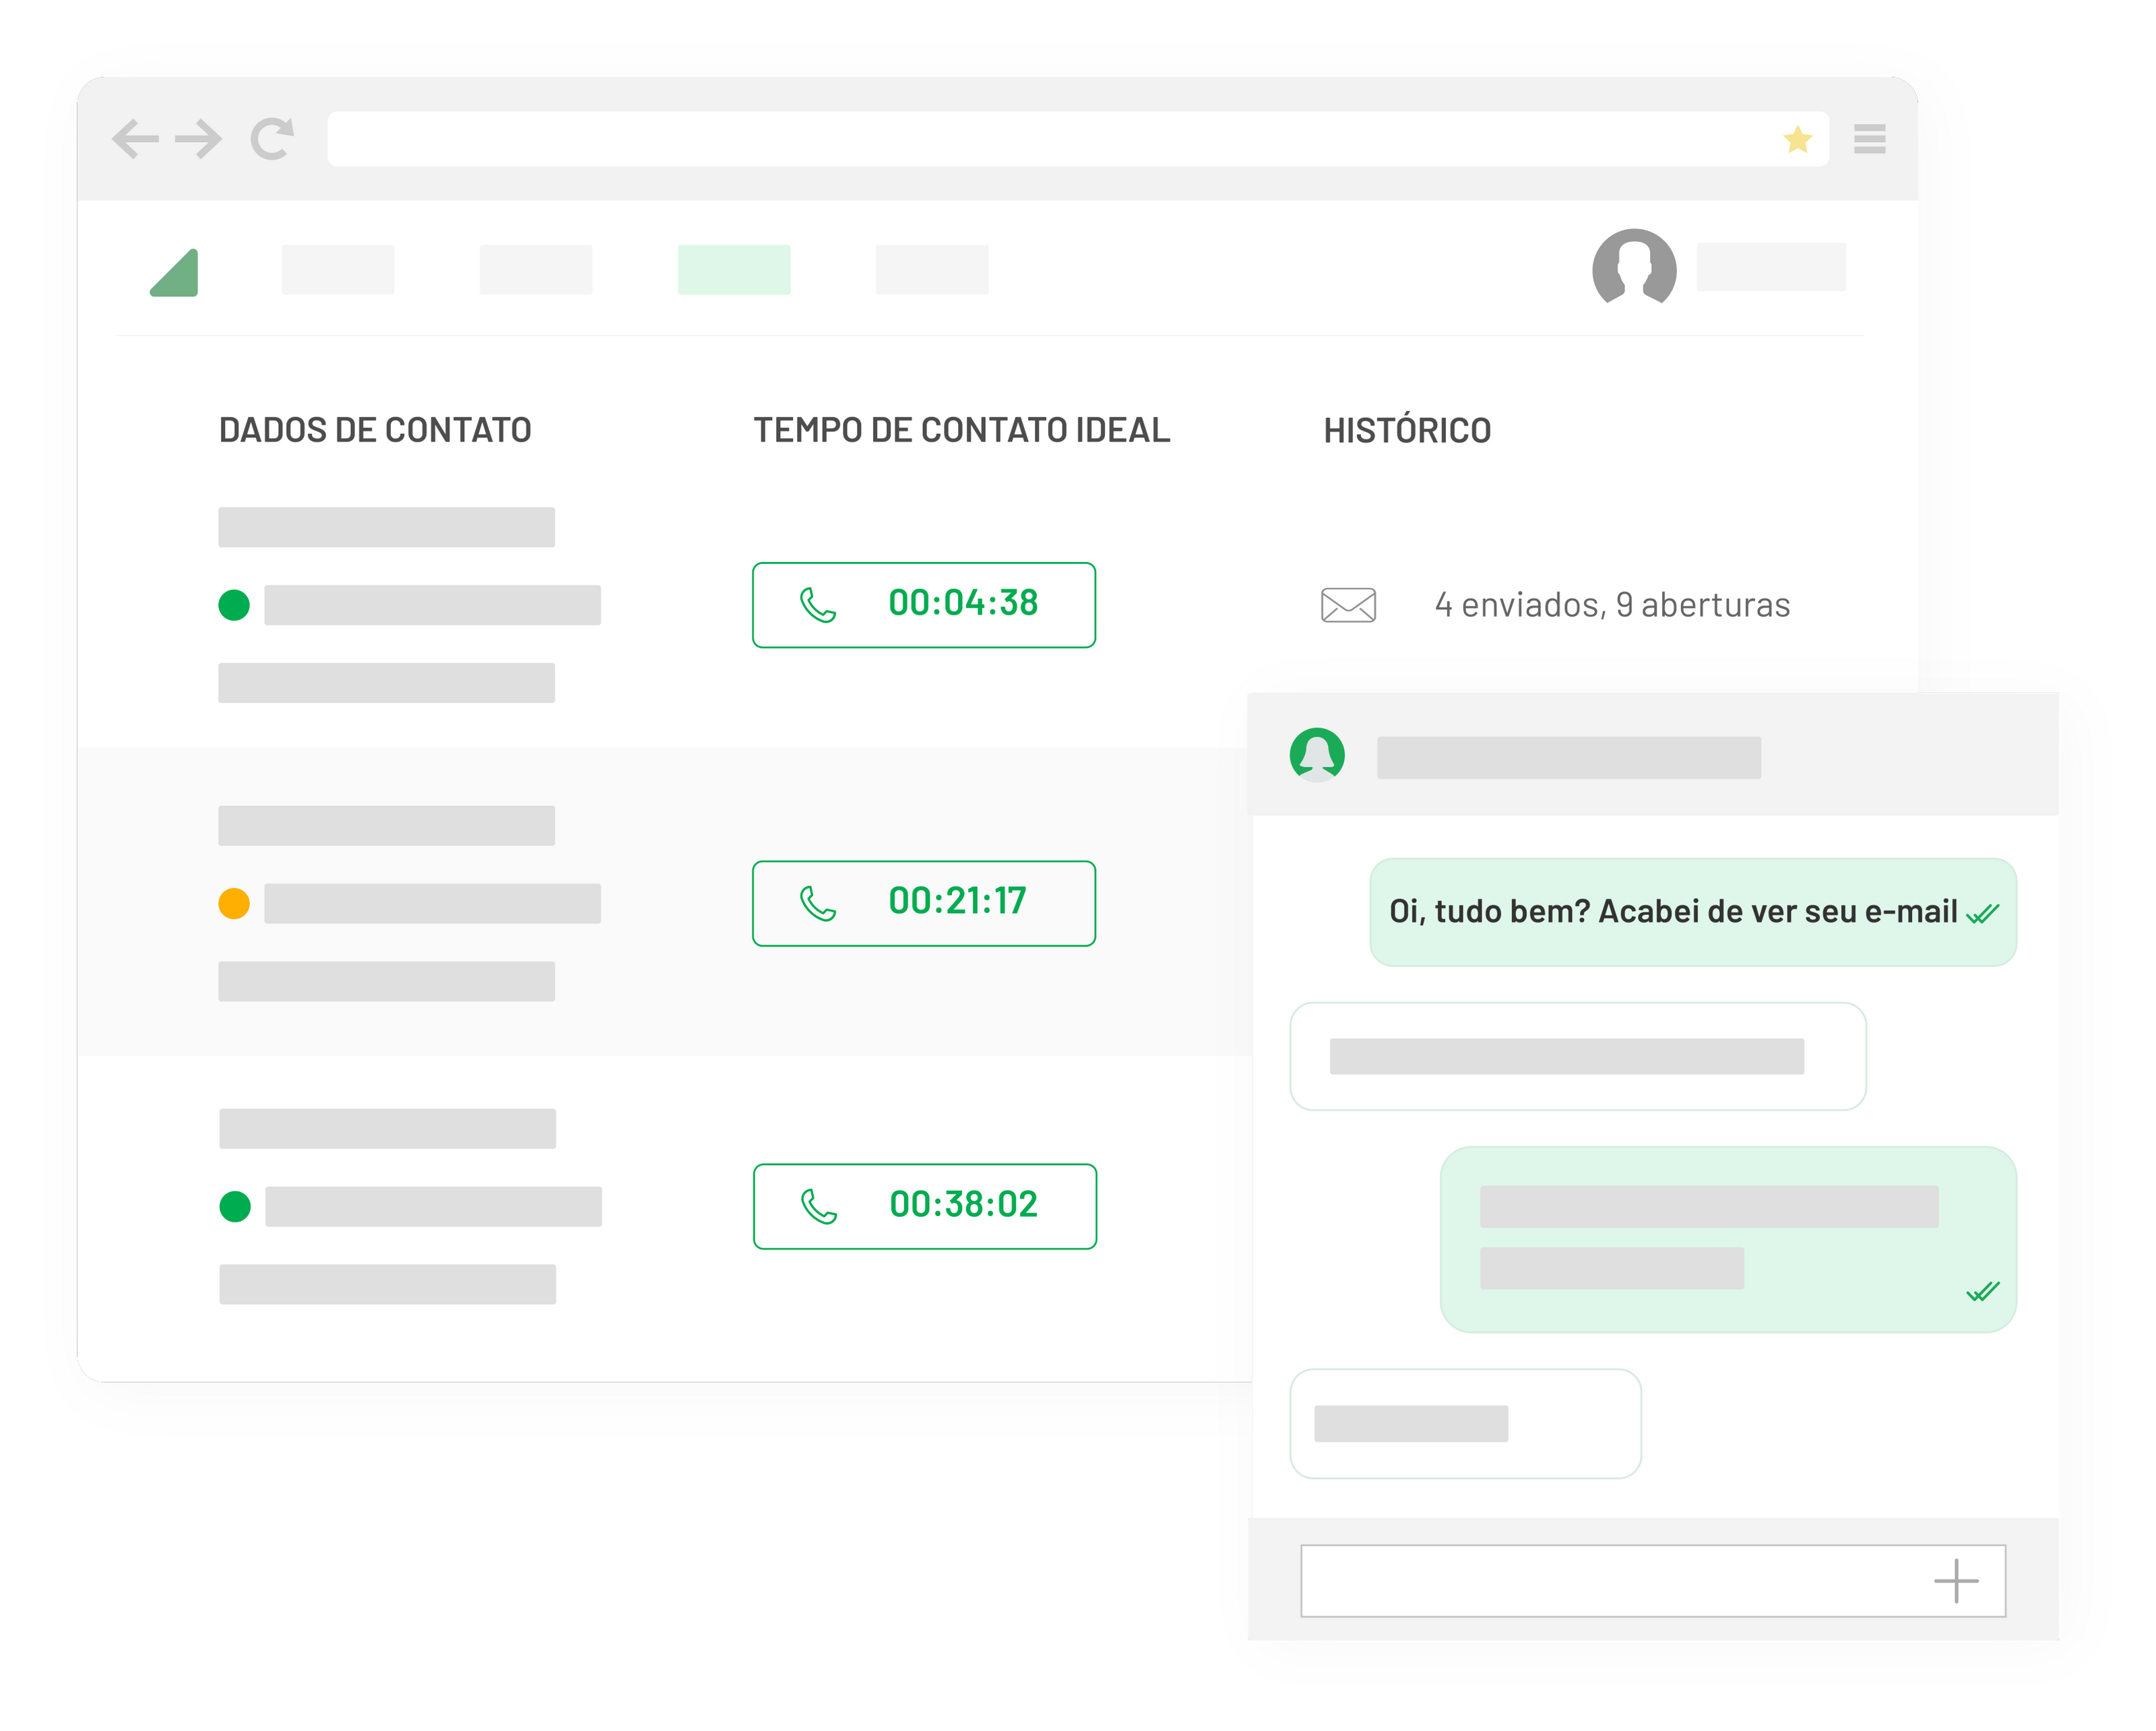 DADOS DE CONTATO
TEMPO DE CONTATO IDEAL
HISTÓRICO
00:04:38
4 enviados, 9 aberturas
00:21:17
00:38:02
Oi, tudo bem? Acabei de ver seu e-mail